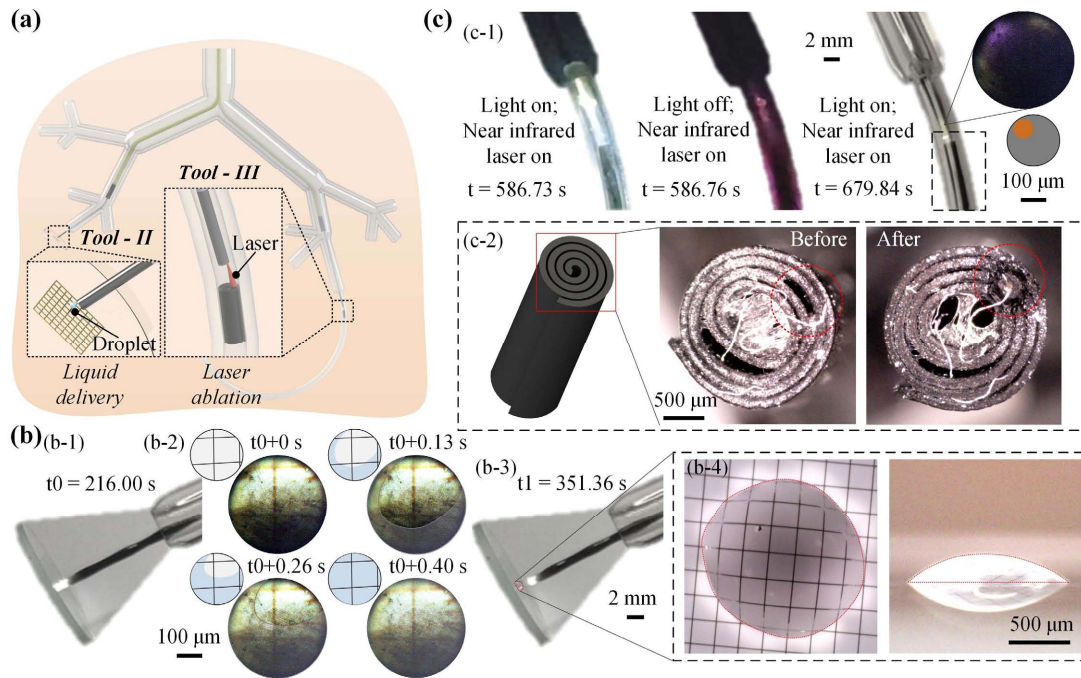 (a)
Tool - III
Laser
Tool - II
Droplet
Liquid
delivery
Laser
ablation
(b)
(b-1)
t0 = 216.00 s
(b-2)
t0+0 s
t0+0.13 s
t0+0.26 s
t0+0.40 s
100 μm
(b-3)
t1 = 351.36 s
2 mm
(b-4)
500 μm
(c)
(c-1)
Light on;
Near infrared
laser on
t = 586.73 s
Light off;
Near infrared
laser on
t = 586.76 s
2 mm
Light on;
Near infrared
laser on
t = 679.84 s
100 μm
(c-2)
Before
After
500 μm